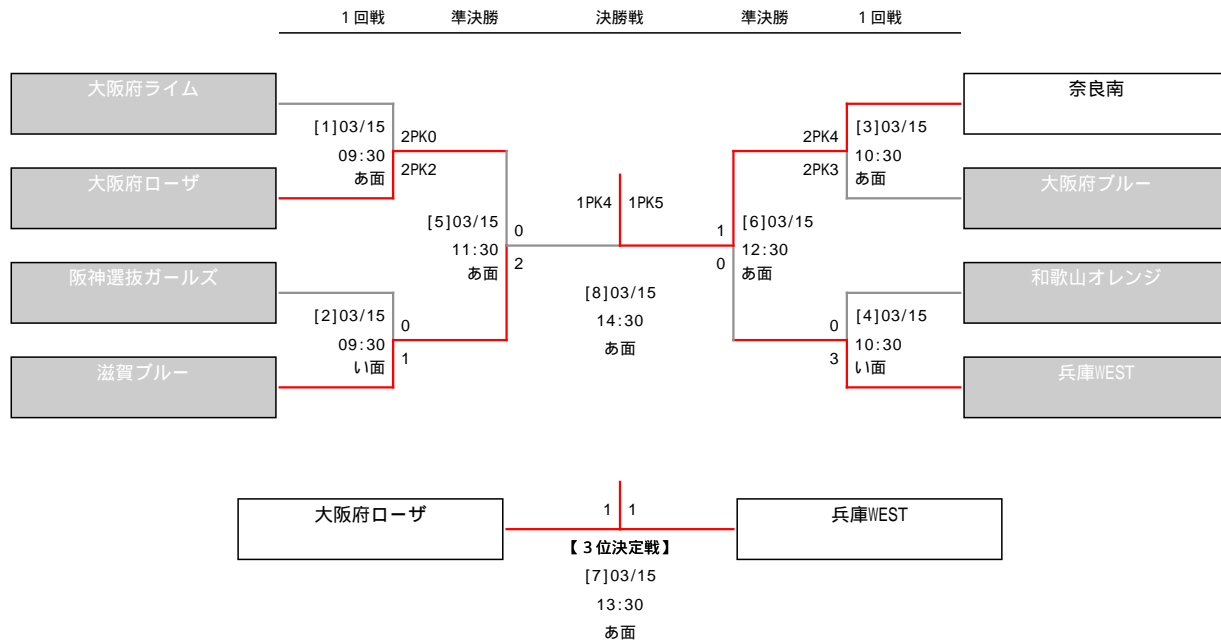 1回戦 準決勝 決勝戦 準決勝 1回戦
大阪府ライム
奈良南
[1]03/15
09:30
あ面
2PK0
2PK2
2PK4
2PK3
[3]03/15
10:30
あ面
大阪府ローザ
大阪府ブルー
1PK4 1PK5
[5]03/15
11:30
あ面
0
2
1
0
[6]03/15
12:30
あ面
阪神選抜ガールズ
和歌山オレンジ
[8]03/15
14:30
あ面
[2]03/15
09:30
い面
0
1
0
3
[4]03/15
10:30
い面
滋賀ブルー
兵庫WEST
大阪府ローザ
1 1
兵庫WEST
【3位決定戦】
[7]03/15
13:30
あ面